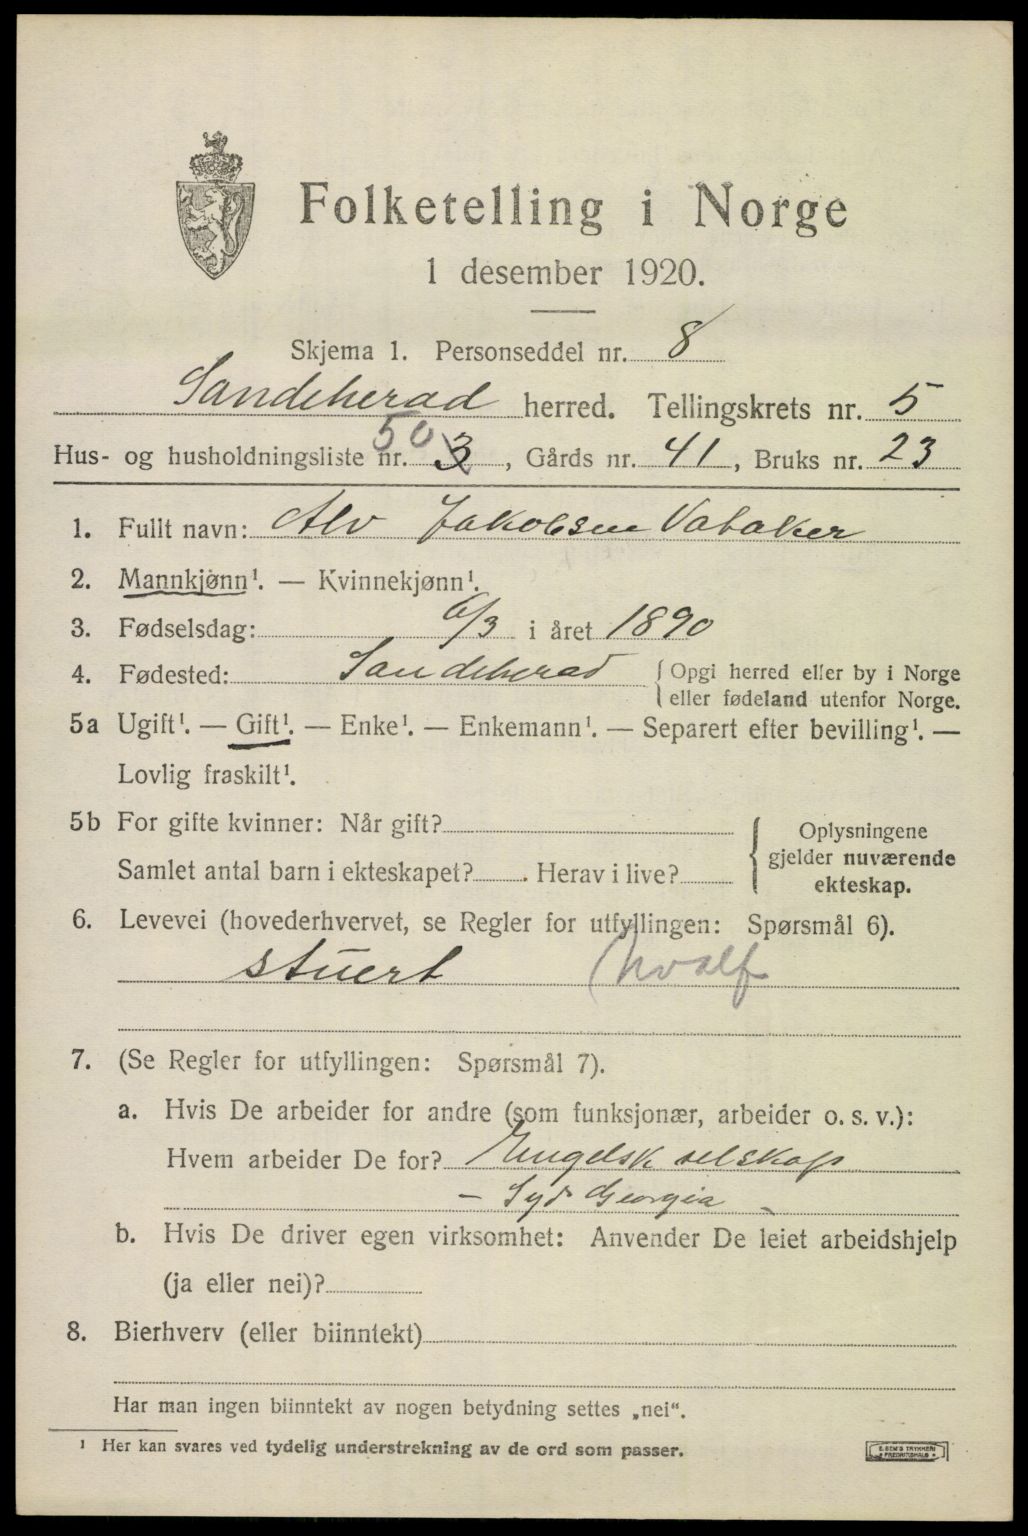 Folketelling i Norge
1 desember 1920.
Skjema 1. Personseddel nr. 8
Sandeherad herred. Tellingskrets nr. 5
Hus- og husholdningsliste nr. 50 3, Gårds nr. 41, Bruks nr. 23
1. Fullt navn: Alv Jakobsen Vataker
2. Mannkjønn¹. — Kvinnekjønn¹.
3. Fødselsdag: 6/3 i året 1890
4. Fødested: Sandeherad { Opgi herred eller by i Norge
eller fødeland utenfor Norge.
5a Ugift¹. — Gift¹. — Enke¹. — Enkemann¹. — Separert efter bevilling¹. —
Lovlig fraskilt¹.
5b For gifte kvinner: Når gift?
Samlet antal barn i ekteskapet? . Herav i live?
Oplysningene
gjelder nuværende
ekteskap.
6. Levevei (hovederhvervet, se Regler for utfyllingen: Spørsmål 6).
stuert (hvalf
7. (Se Regler for utfyllingen: Spørsmål 7).
a. Hvis De arbeider for andre (som funksjonær, arbeider o. s. v.):
Hvem arbeider De for? Engelsk selskap
- Syd Georgia -
b. Hvis De driver egen virksomhet: Anvender De leiet arbeidshjelp
(ja eller nei)?
8. Bierhverv (eller biinntekt)
Har man ingen biinntekt av nogen betydning settes „nei“.
¹ Her kan svares ved tydelig understrekning av de ord som passer.
E. SEM'S TRYKKERI
FREDRIKSHALD